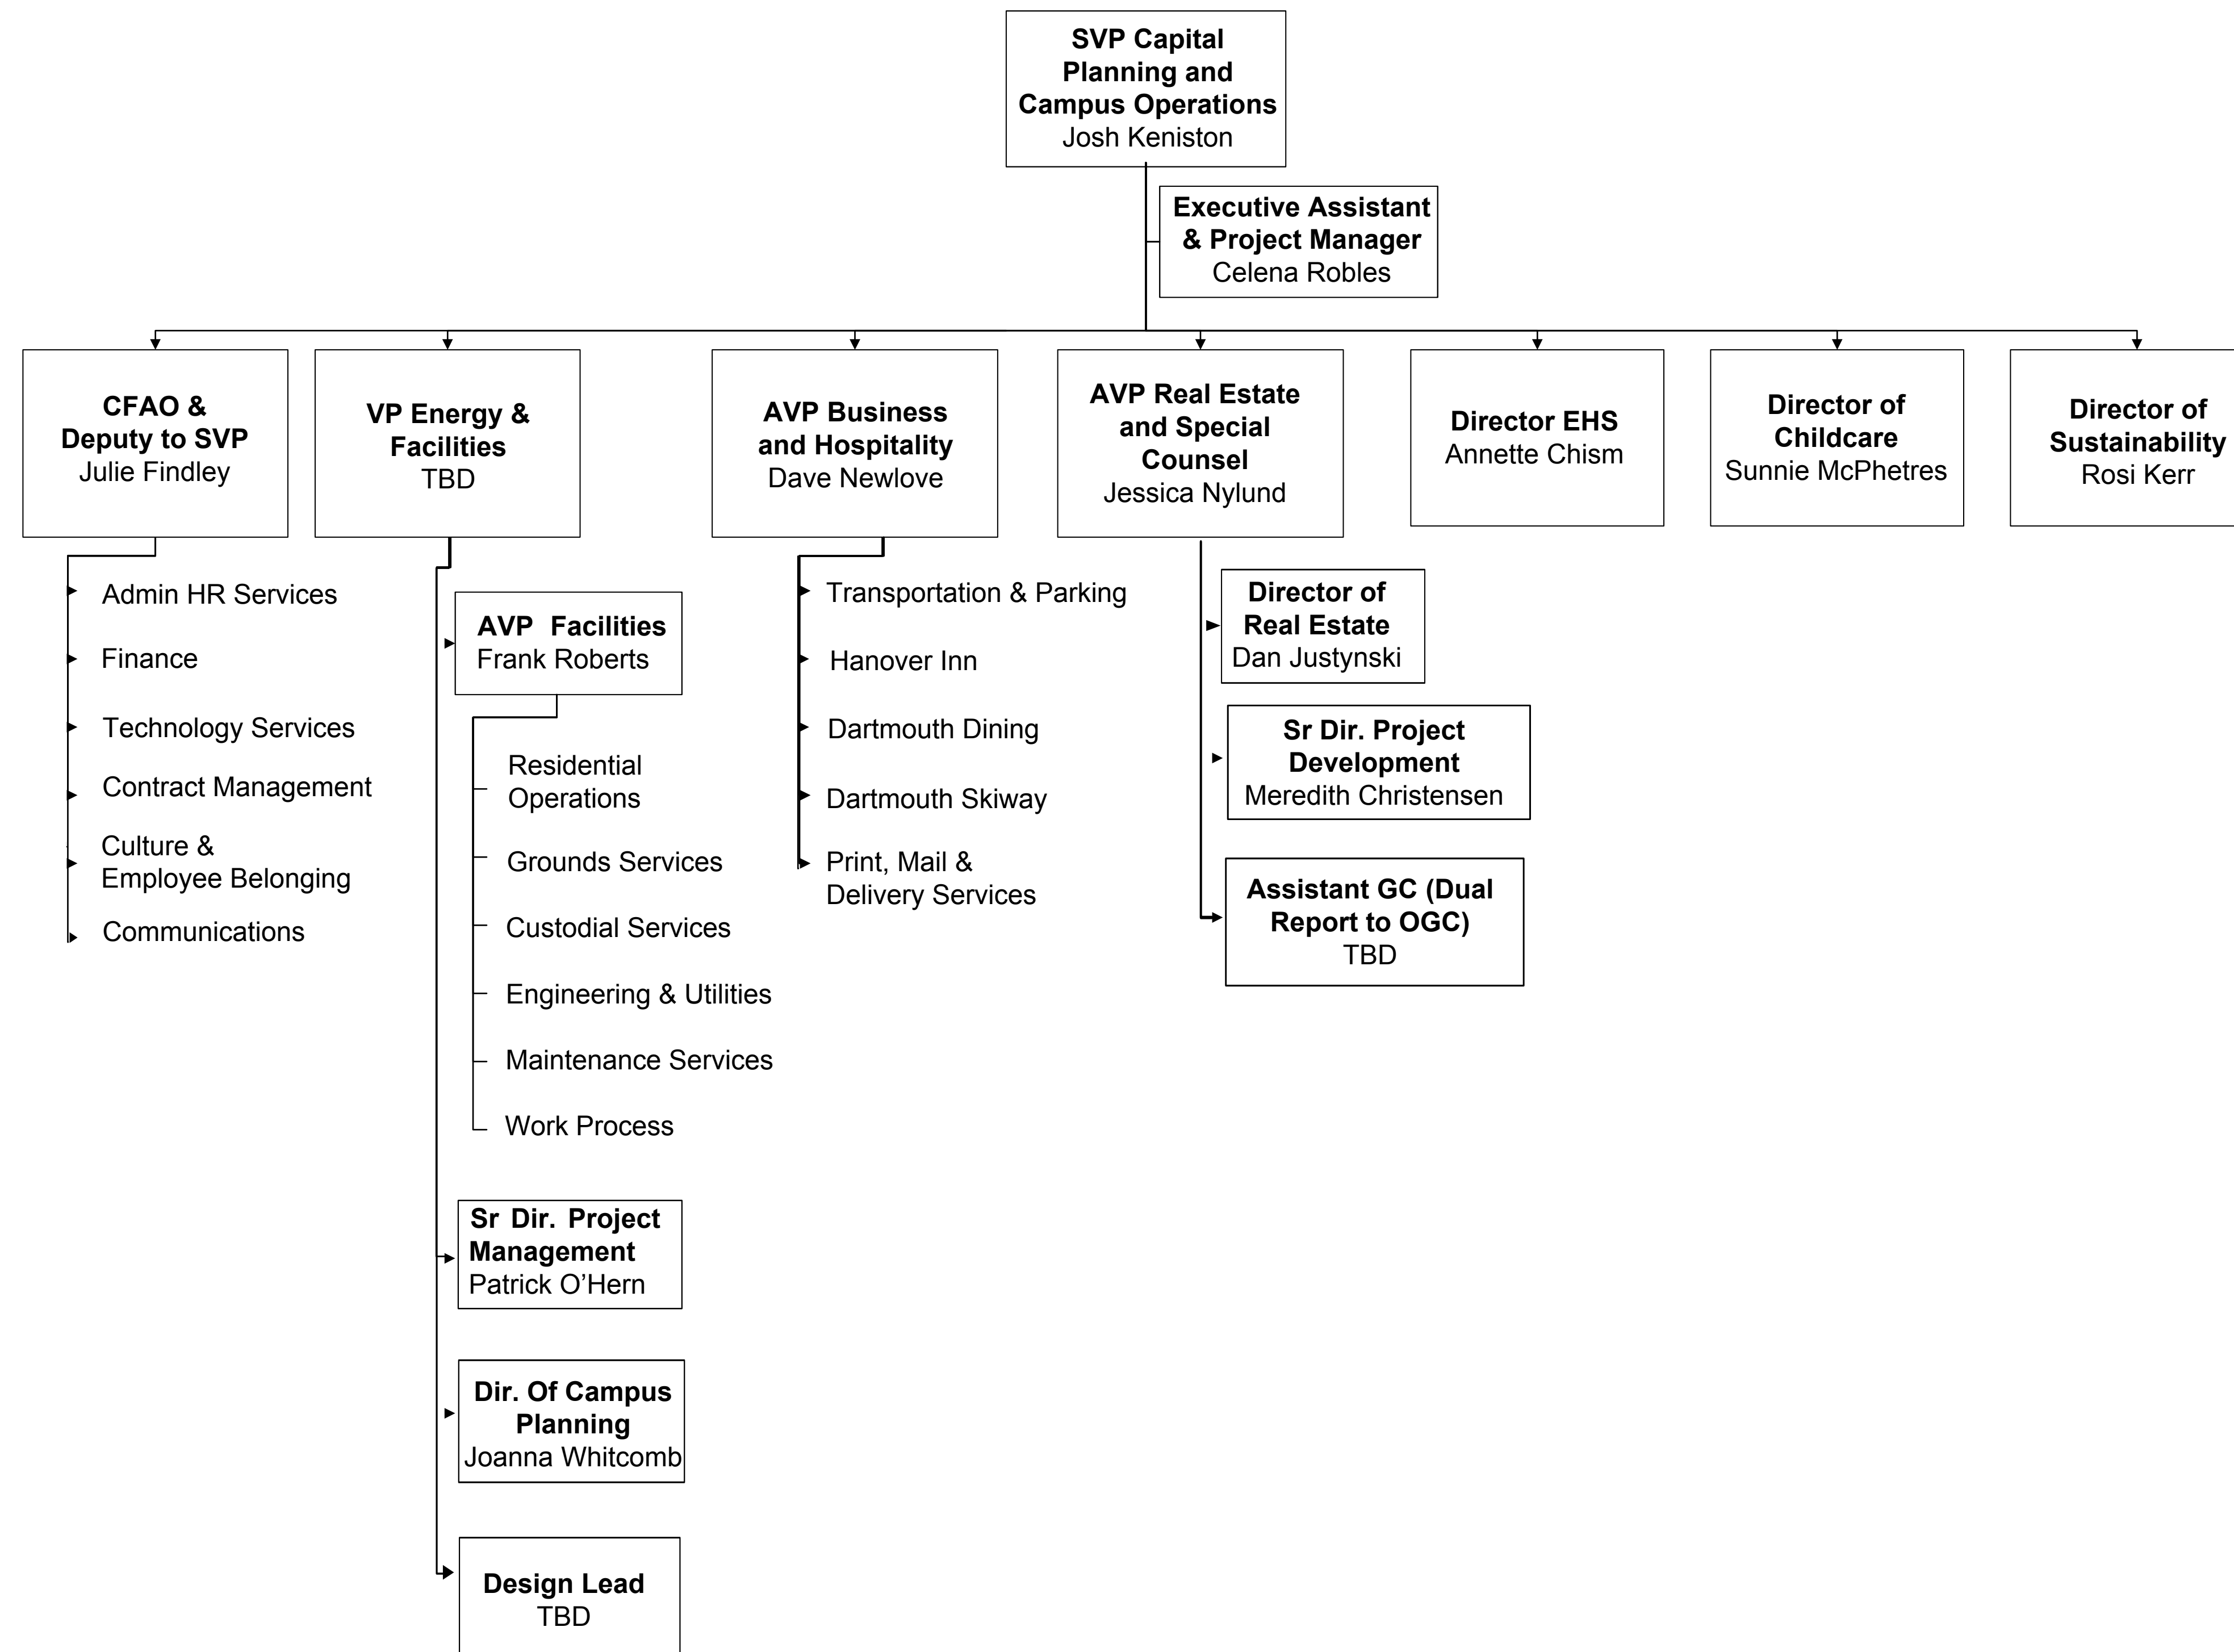 SVP Capital
Planning and
Campus Operations
Josh Keniston
Executive Assistant
& Project Manager
Celena Robles
CFAO &
Deputy to SVP
Julie Findley
VP Energy &
Facilities
TBD
AVP Business
and Hospitality
Dave Newlove
AVP Real Estate
and Special
Counsel
Jessica Nylund
Director EHS
Annette Chism
Director of
Childcare
Sunnie McPhetres
Director of
Sustainability
Rosi Kerr
Admin HR Services
Finance
Technology Services
Contract Management
Culture &
Employee Belonging
Communications
AVP Facilities
Frank Roberts
Residential
Operations
Grounds Services
Custodial Services
Engineering & Utilities
Maintenance Services
Work Process
Sr Dir. Project
Management
Patrick O’Hern
Dir. Of Campus
Planning
Joanna Whitcomb
Design Lead
TBD
Transportation & Parking
Hanover Inn
Dartmouth Dining
Dartmouth Skiway
Print, Mail &
Delivery Services
Director of
Real Estate
Dan Justynski
Sr Dir. Project
Development
Meredith Christensen
Assistant GC (Dual
Report to OGC)
TBD